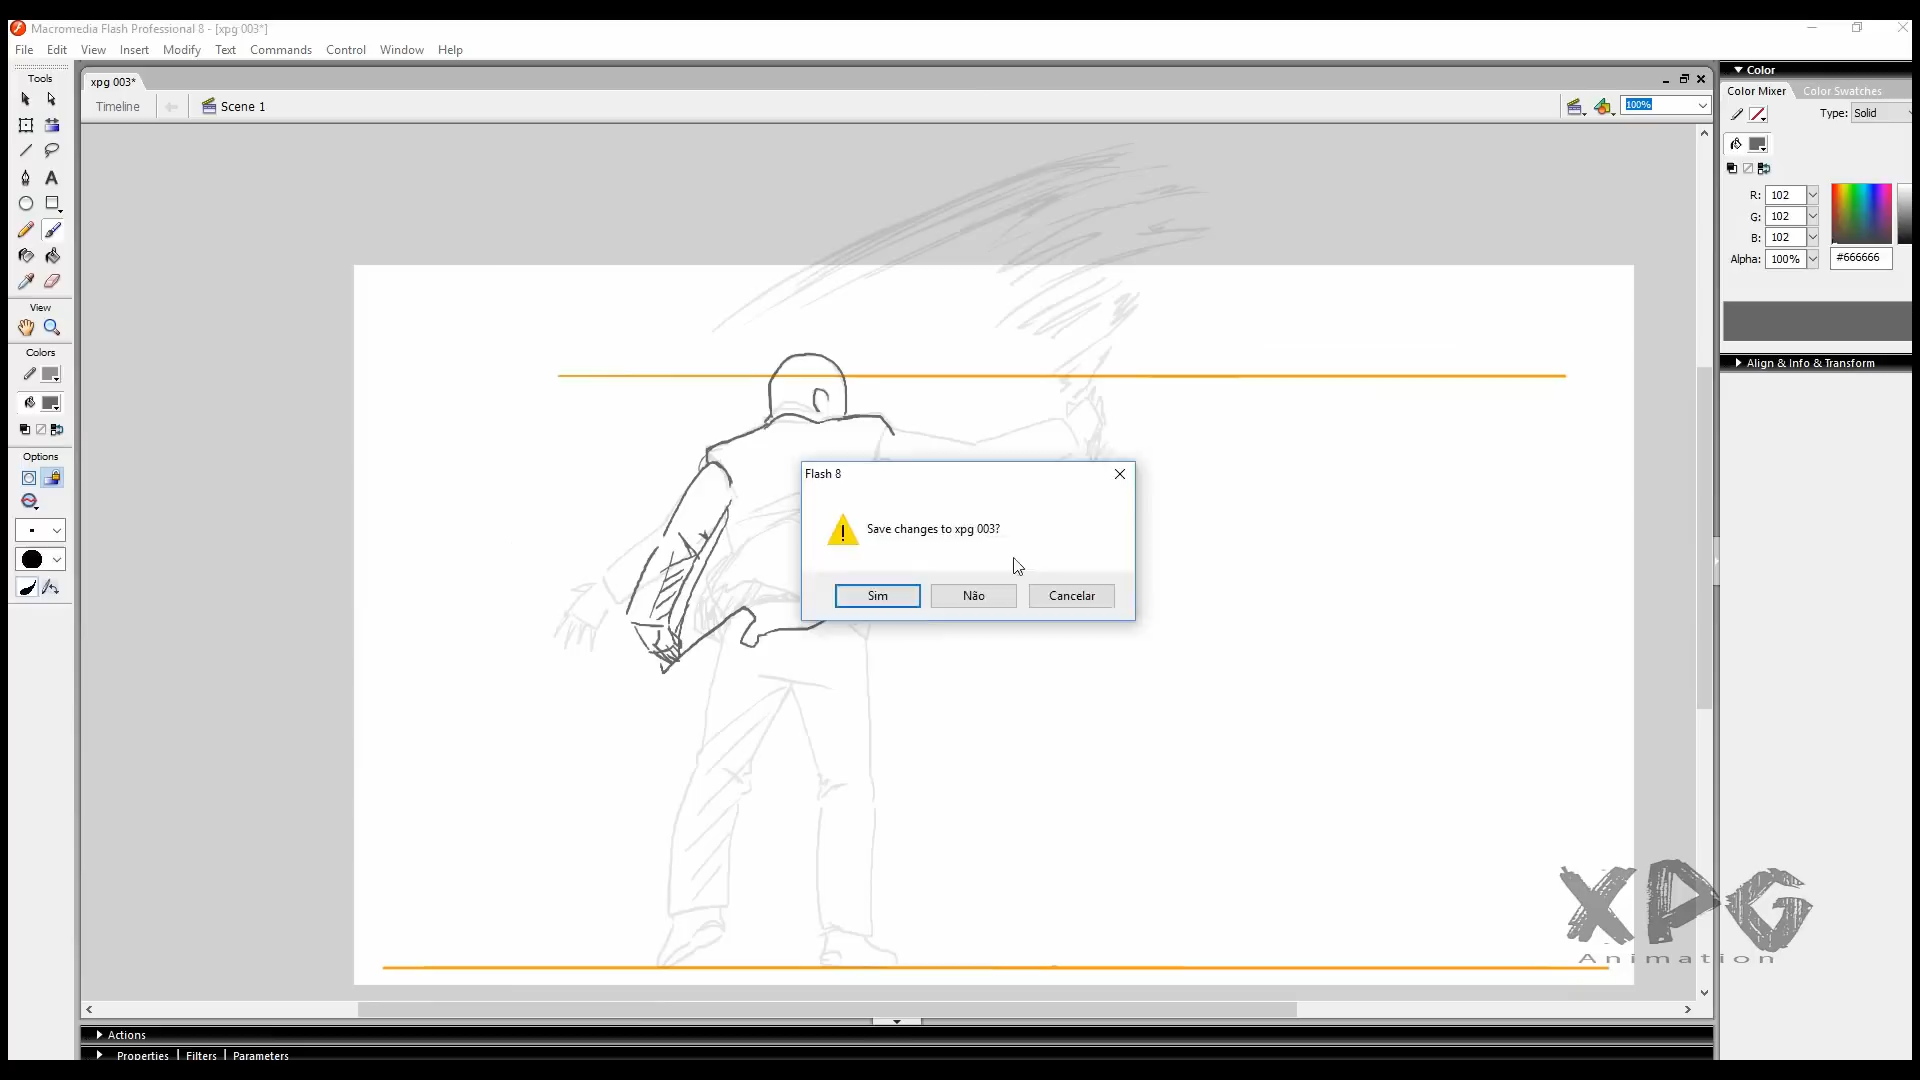 Macromedia Flash Professional 8 - [xpg 003*]
File Edit View Insert Modify Text Commands Control Window Help
Tools
xpg 003*
Timeline
Scene 1
100%
Color
Color Mixer
Color Swatches
Type: Solid
R: 102
G: 102
B: 102
Alpha: 100%
#666666
Align & Info & Transform
View
Colors
Options
Flash 8
Save changes to xpg 003?
Sim
Não
Cancelar
XPG
Animation
Actions
Properties | Filters | Parameters